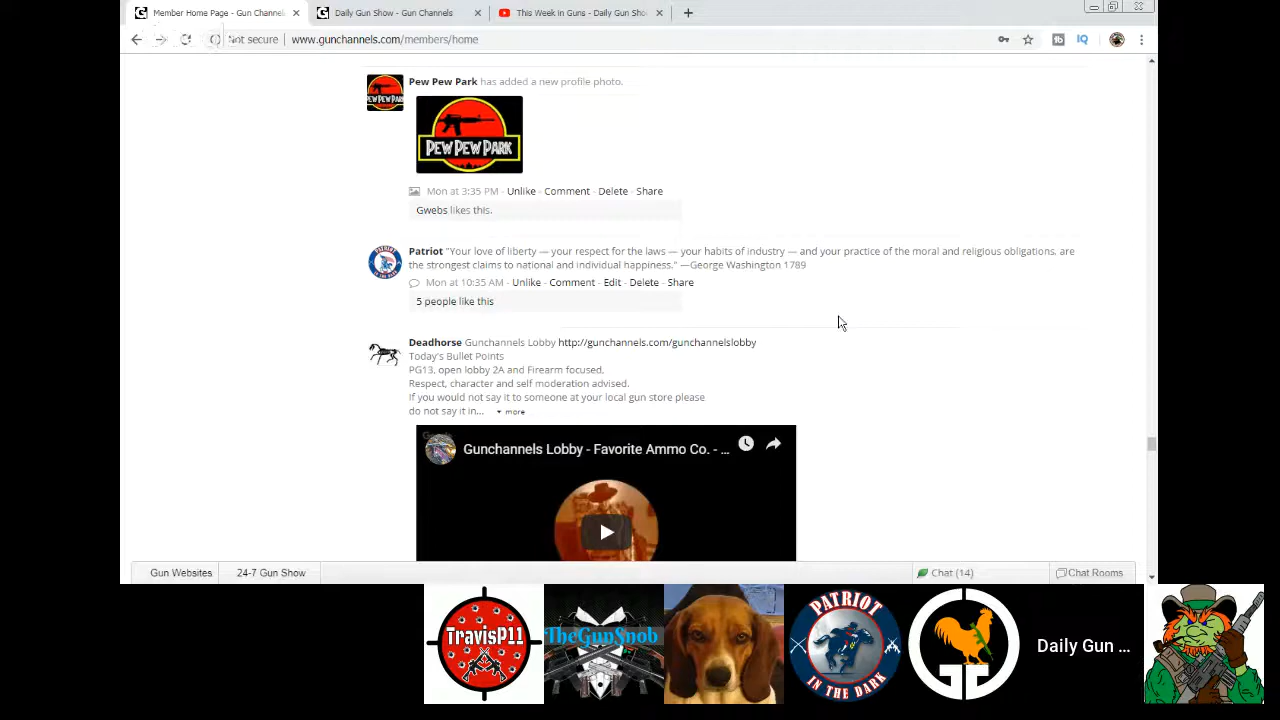 Member Home Page - Gun Channel
Daily Gun Show - Gun Channels
This Week In Guns - Daily Gun Sho
Not secure
www.gunchannels.com/members/home
Pew Pew Park has added a new profile photo.
PEW PEW PARK
PEW PEW PARK
Mon at 3:35 PM - Unlike - Comment - Delete - Share
Gwebs likes this.
Patriot "Your love of liberty — your respect for the laws — your habits of industry — and your practice of the moral and religious obligations, are
the strongest claims to national and individual happiness." —George Washington 1789
Mon at 10:35 AM - Unlike - Comment - Edit - Delete - Share
5 people like this
Deadhorse Gunchannels Lobby http://gunchannels.com/gunchannelslobby
Today's Bullet Points
PG13, open lobby 2A and Firearm focused,
Respect, character and self moderation advised.
If you would not say it to someone at your local gun store please
do not say it in... more
Gunchannels Lobby - Favorite Ammo Co. - ...
Gun Websites
24-7 Gun Show
Chat (14)
Chat Rooms
TravisP11
TheGunSnob
PATRIOT
IN THE DARK
Daily Gun ...